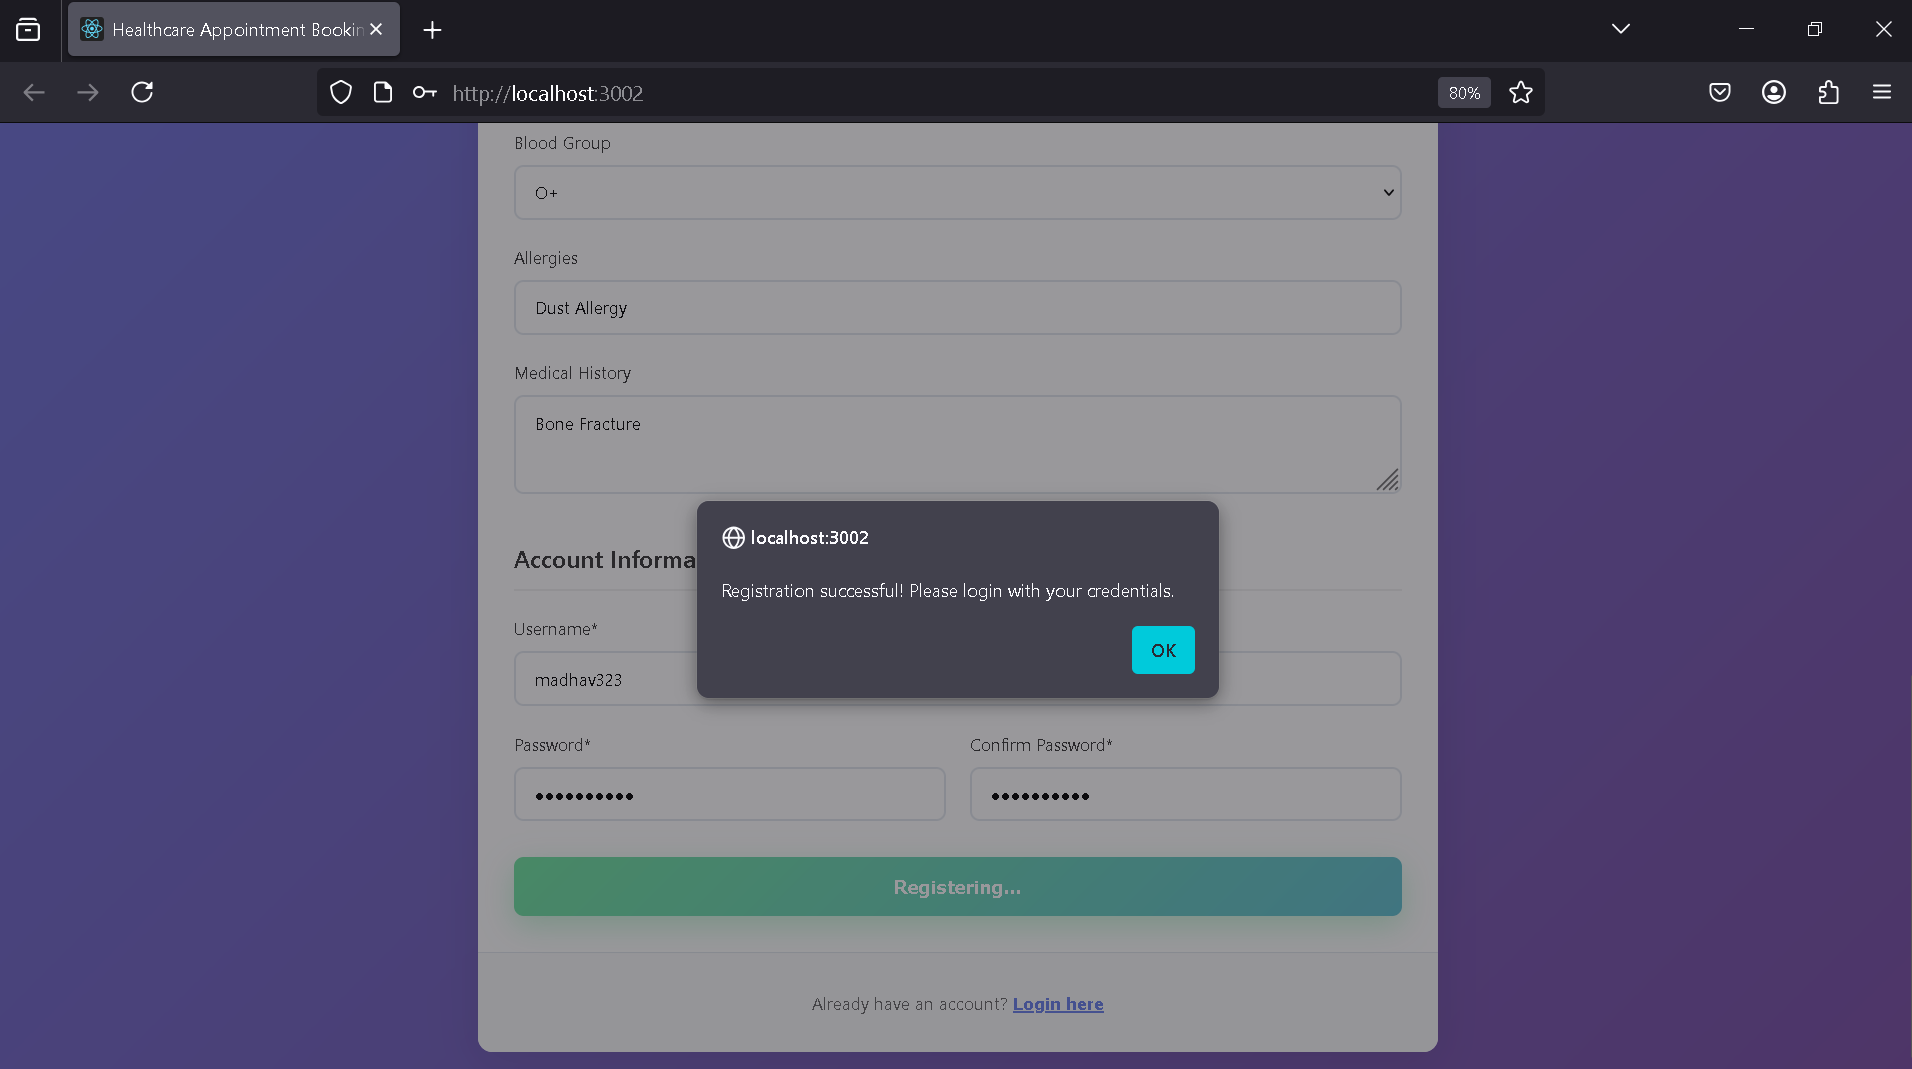 Healthcare Appointment Bookin
http://localhost:3002
80%
Blood Group
O+
Allergies
Dust Allergy
Medical History
Bone Fracture
localhost:3002
Registration successful! Please login with your credentials.
OK
Account Informa
Username*
madhav323
Password*
Confirm Password*
●●●●●●●●●●
●●●●●●●●●●
Registering...
Already have an account? Login here